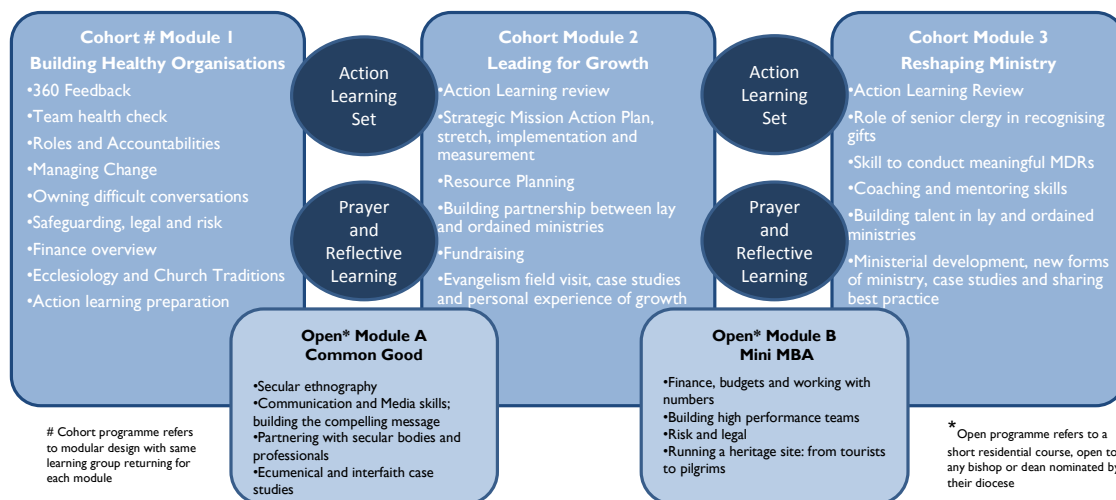 Cohort # Module 1
Building Healthy Organisations
•360 Feedback
•Team health check
•Roles and Accountabilities
•Managing Change
•Owning difficult conversations
•Safeguarding, legal and risk
•Finance overview
•Ecclesiology and Church Traditions
•Action learning preparation
Action
Learning
Set
Prayer
and
Reflective
Learning
Cohort Module 2
Leading for Growth
•Action Learning review
•Strategic Mission Action Plan,
stretch, implementation and
measurement
•Resource Planning
•Building partnership between lay
and ordained ministries
•Fundraising
•Evangelism field visit, case studies
and personal experience of growth
Action
Learning
Set
Prayer
and
Reflective
Learning
Cohort Module 3
Reshaping Ministry
•Action Learning Review
•Role of senior clergy in recognising
gifts
•Skill to conduct meaningful MDRs
•Coaching and mentoring skills
•Building talent in lay and ordained
ministries
•Ministerial development, new forms
of ministry, case studies and sharing
best practice
Open* Module A
Common Good
•Secular ethnography
•Communication and Media skills;
building the compelling message
•Partnering with secular bodies and
professionals
•Ecumenical and interfaith case
studies
Open* Module B
Mini MBA
•Finance, budgets and working with
numbers
•Building high performance teams
•Risk and legal
•Running a heritage site: from tourists
to pilgrims
# Cohort programme refers
to modular design with same
learning group returning for
each module
*Open programme refers to a
short residential course, open to
any bishop or dean nominated by
their diocese